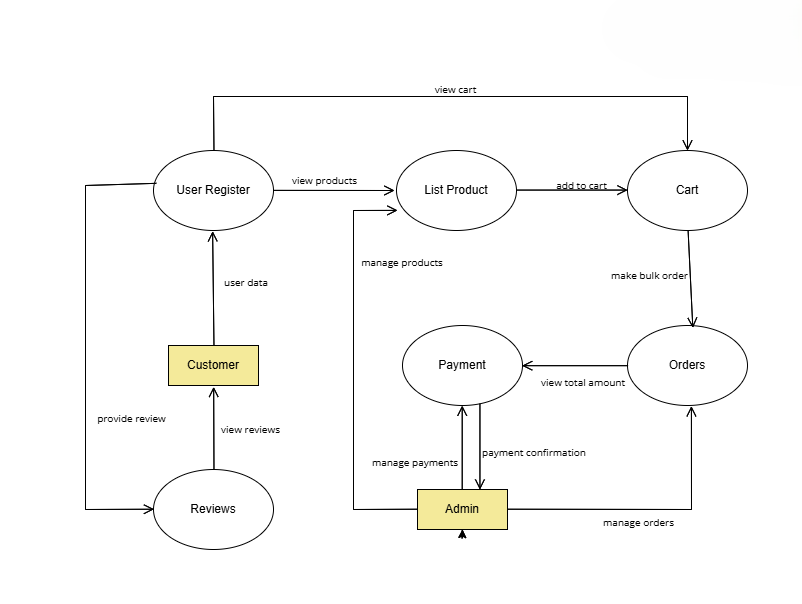 view cart
User Register
view products
List Product
add to cart
Cart
manage products
user data
make bulk order
Customer
Payment
Orders
view total amount
provide review
view reviews
manage payments
payment confirmation
Reviews
Admin
manage orders